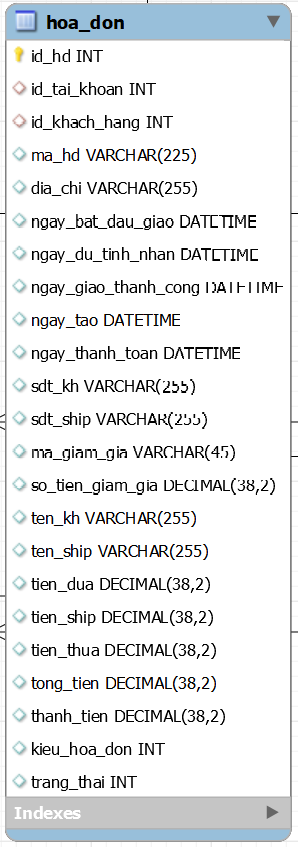 hoa_don
id_hd INT
id_tai_khoan INT
id_khach_hang INT
ma_hd VARCHAR(225)
dia_chi VARCHAR(255)
ngay_bat_dau_giao DATETIME
ngay_du_tinh_nhan DATETIME
ngay_giao_thanh_cong DATETIME
ngay_tao DATETIME
ngay_thanh_toan DATETIME
sdt_kh VARCHAR(255)
sdt_ship VARCHAR(255)
ma_giam_gia VARCHAR(45)
so_tien_giam_gia DECIMAL(38,2)
ten_kh VARCHAR(255)
ten_ship VARCHAR(255)
tien_dua DECIMAL(38,2)
tien_ship DECIMAL(38,2)
tien_thua DECIMAL(38,2)
tong_tien DECIMAL(38,2)
thanh_tien DECIMAL(38,2)
kieu_hoa_don INT
trang_thai INT
Indexes